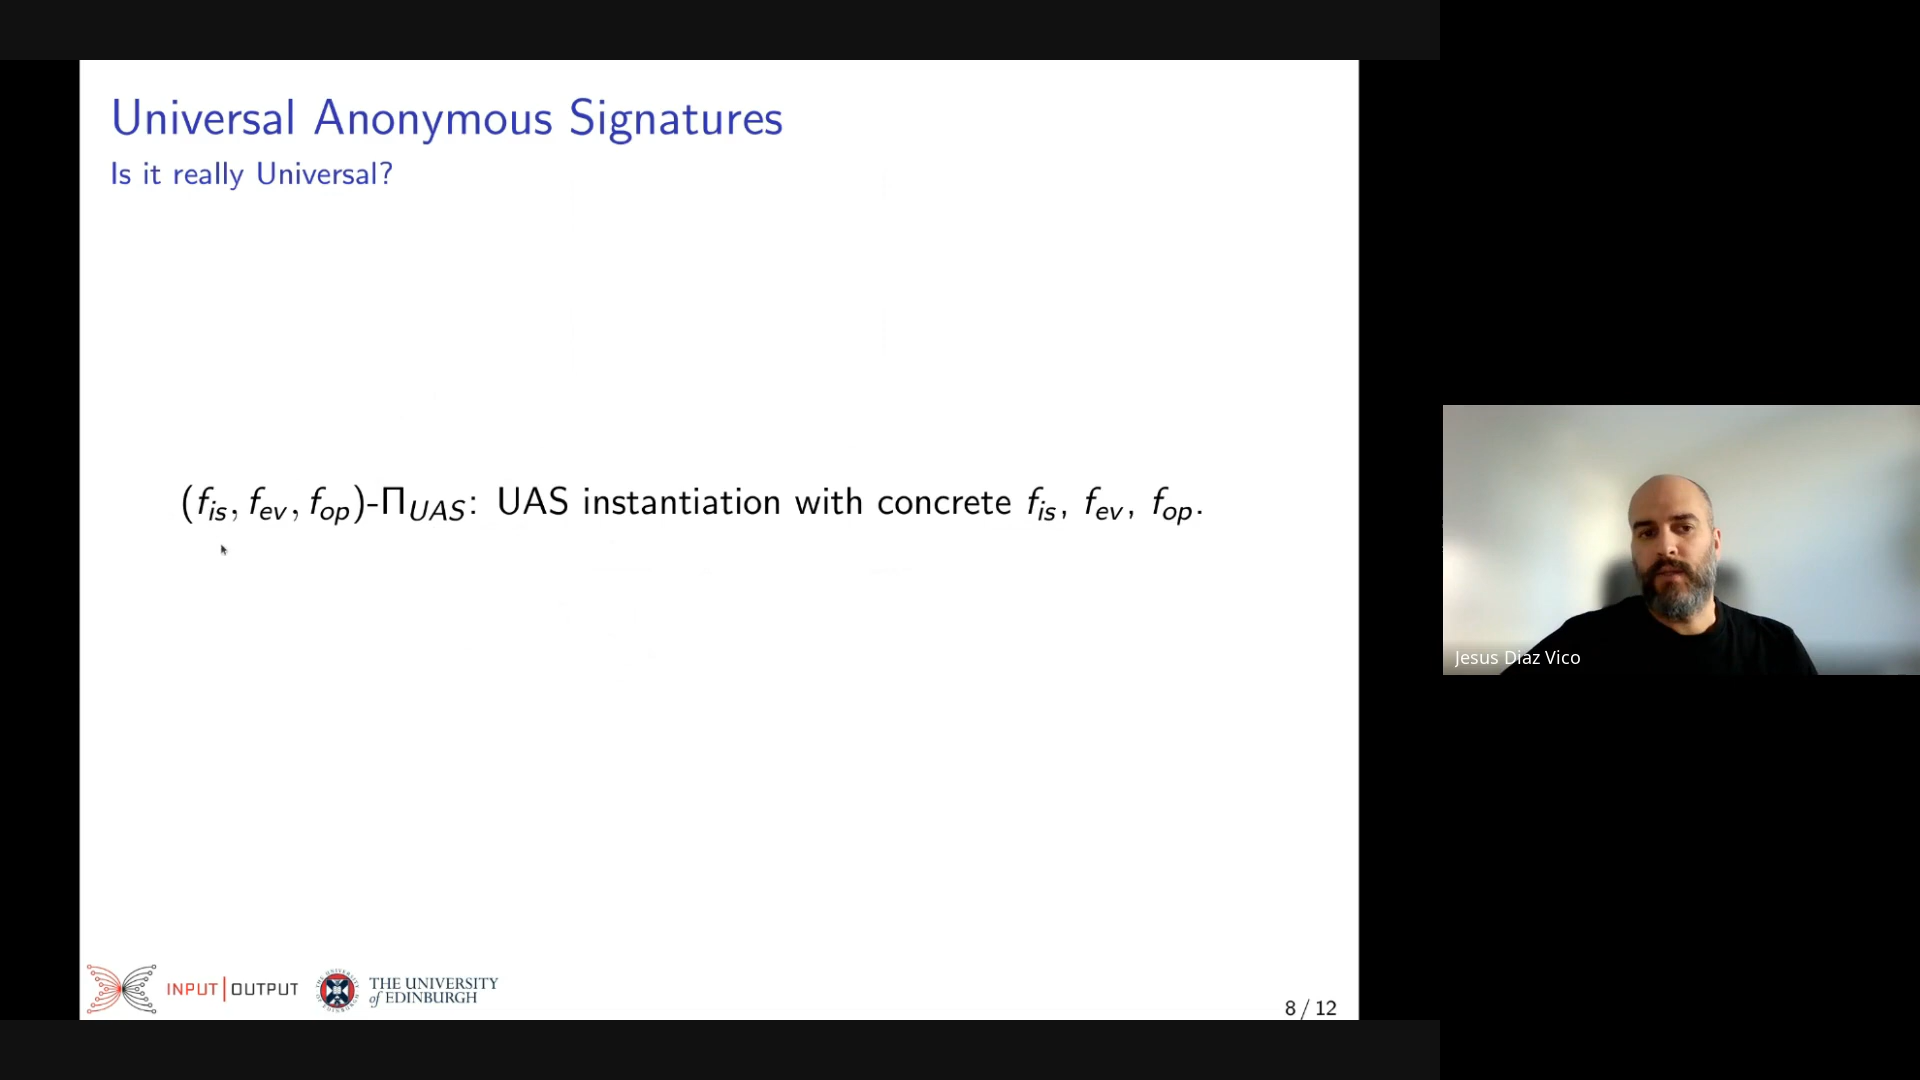 Universal Anonymous Signatures
Is it really Universal?
(f_is, f_ev, f_op)-Π_UAS: UAS instantiation with concrete f_is, f_ev, f_op.
INPUT|OUTPUT
THE UNIVERSITY
of EDINBURGH
8 / 12
Jesus Diaz Vico